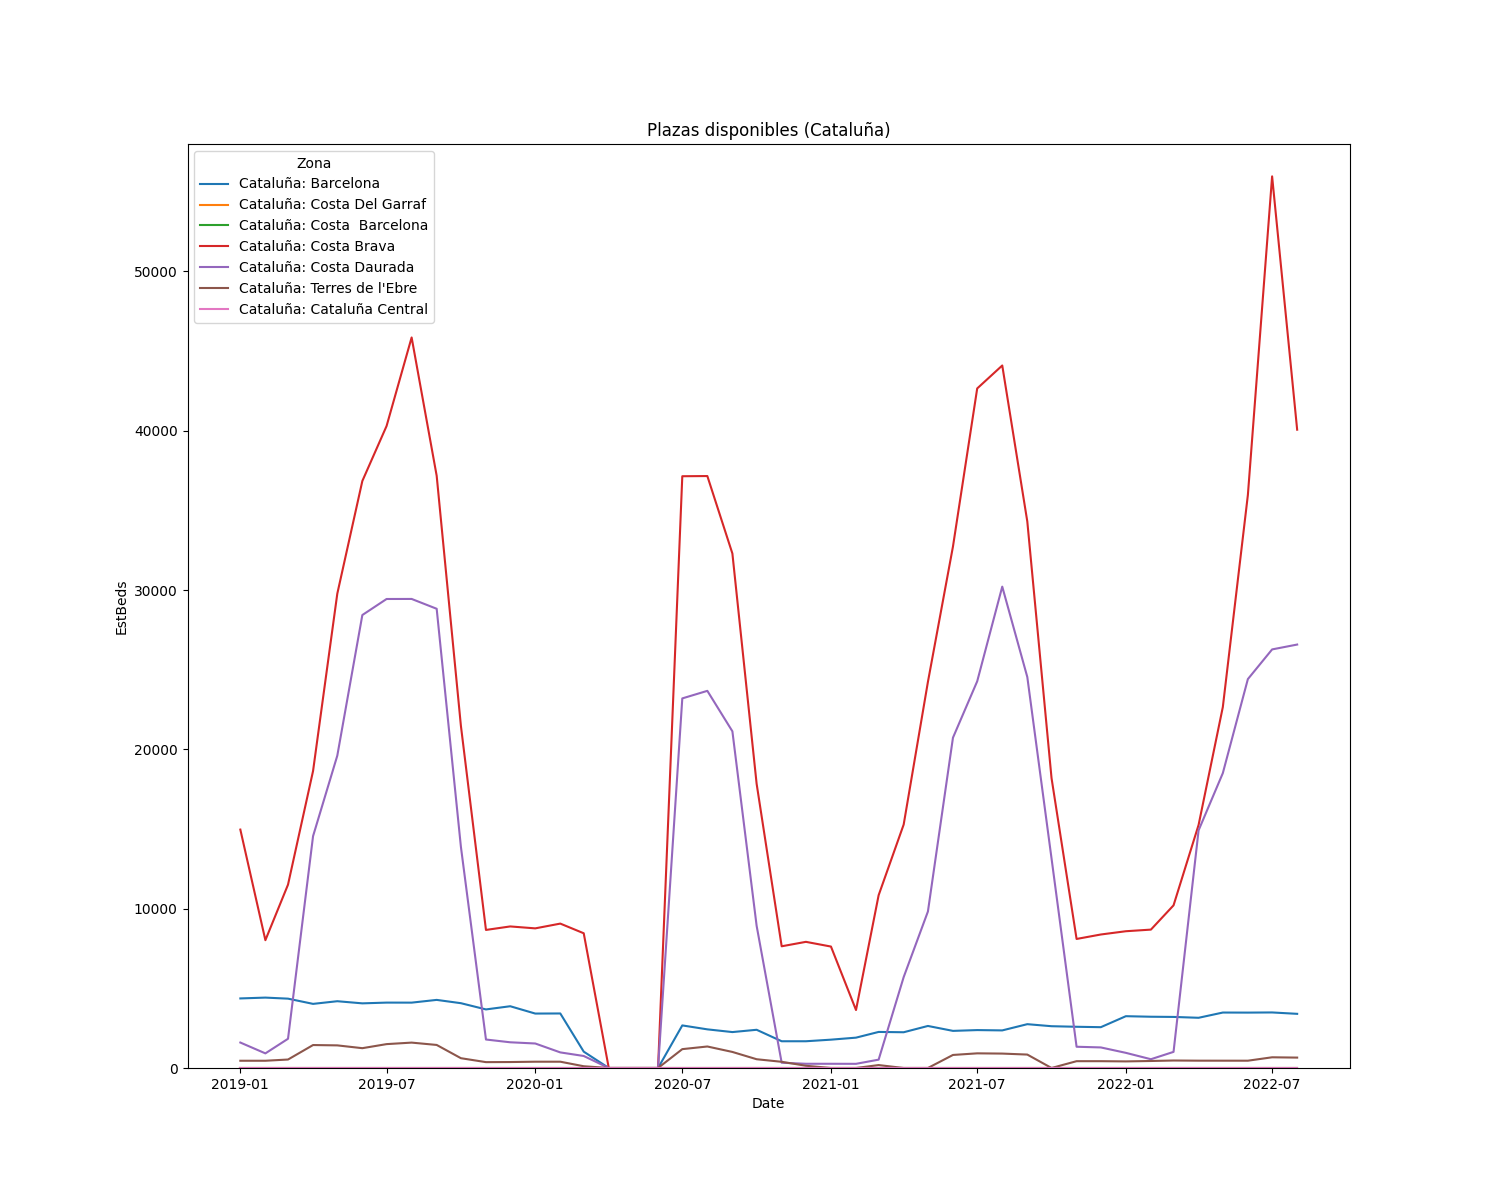 Plazas disponibles (Cataluña)
Zona
Cataluña: Barcelona
Cataluña: Costa Del Garraf
Cataluña: Costa  Barcelona
Cataluña: Costa Brava
Cataluña: Costa Daurada
Cataluña: Terres de l'Ebre
Cataluña: Cataluña Central
EstBeds
50000
40000
30000
20000
10000
0
2019-01 2019-07 2020-01 2020-07 2021-01 2021-07 2022-01 2022-07
Date